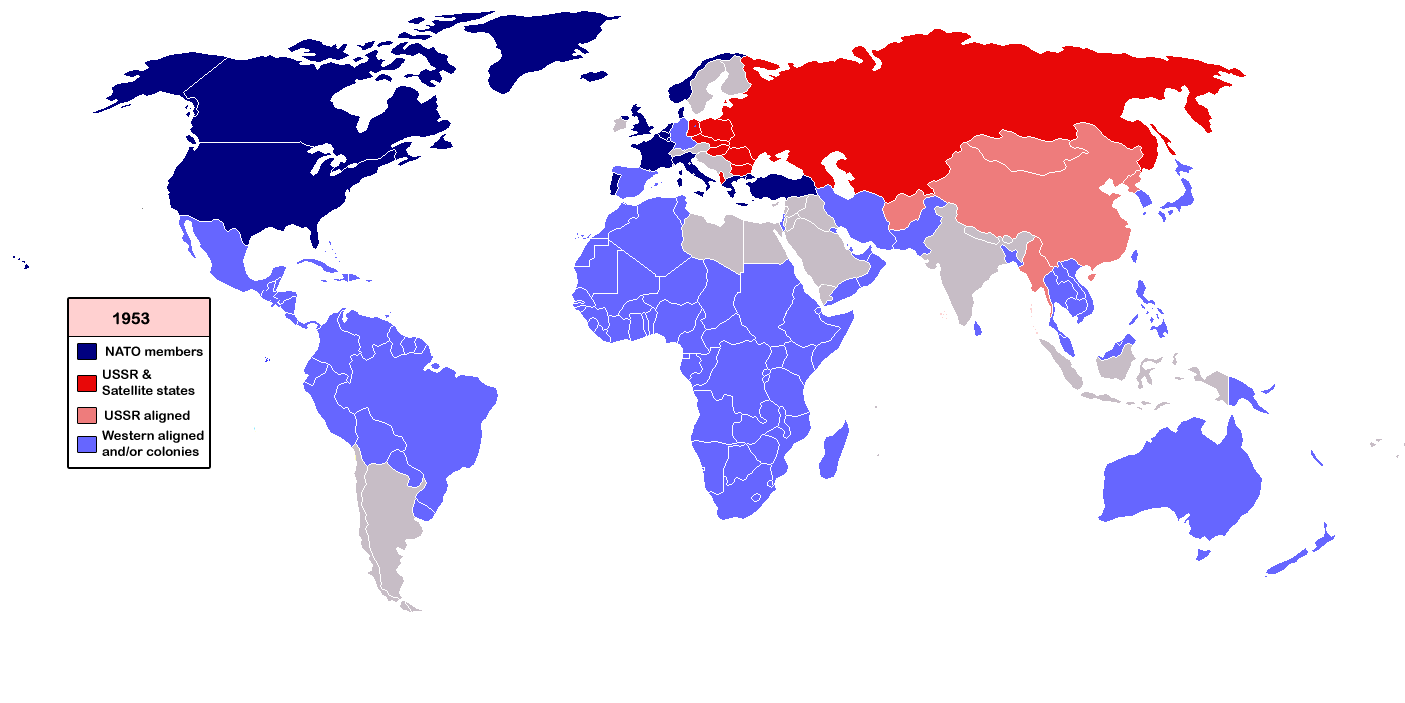 1953
NATO members
USSR &
Satellite states
USSR aligned
Western aligned
and/or colonies